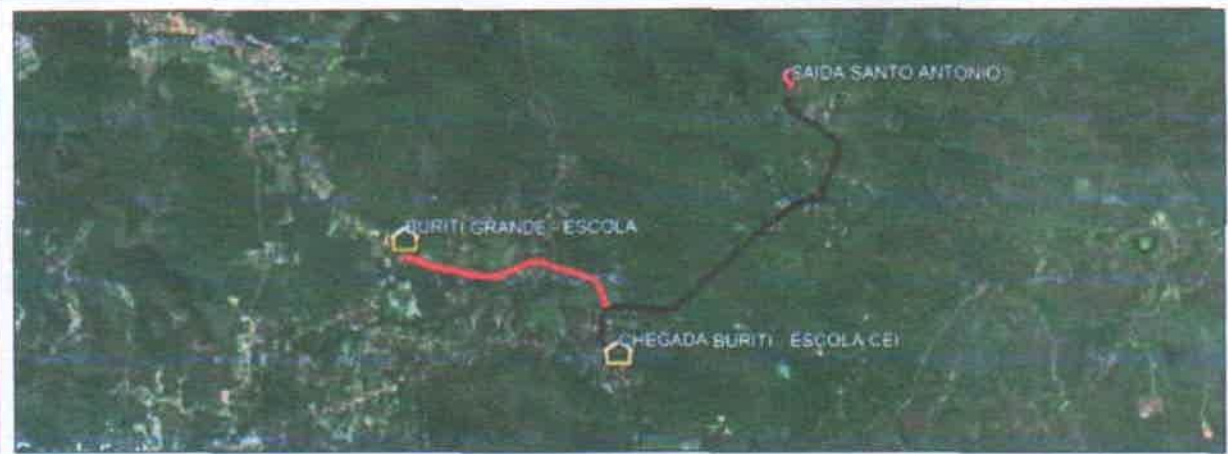 SAIDA SANTO ANTONIO
BURITI GRANDE - ESCOLA
CHEGADA BURITI ESCOLA CEI